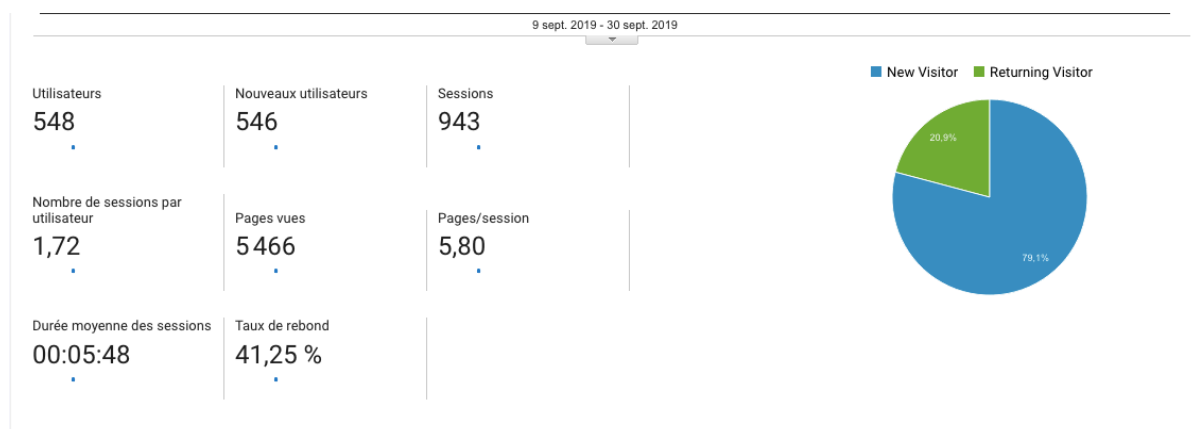 9 sept. 2019 - 30 sept. 2019
New Visitor
Returning Visitor
Utilisateurs
548
Nouveaux utilisateurs
546
Sessions
943
20,9%
79,1%
Nombre de sessions par
utilisateur
1,72
Pages vues
5 466
Pages/session
5,80
Durée moyenne des sessions
00:05:48
Taux de rebond
41,25 %